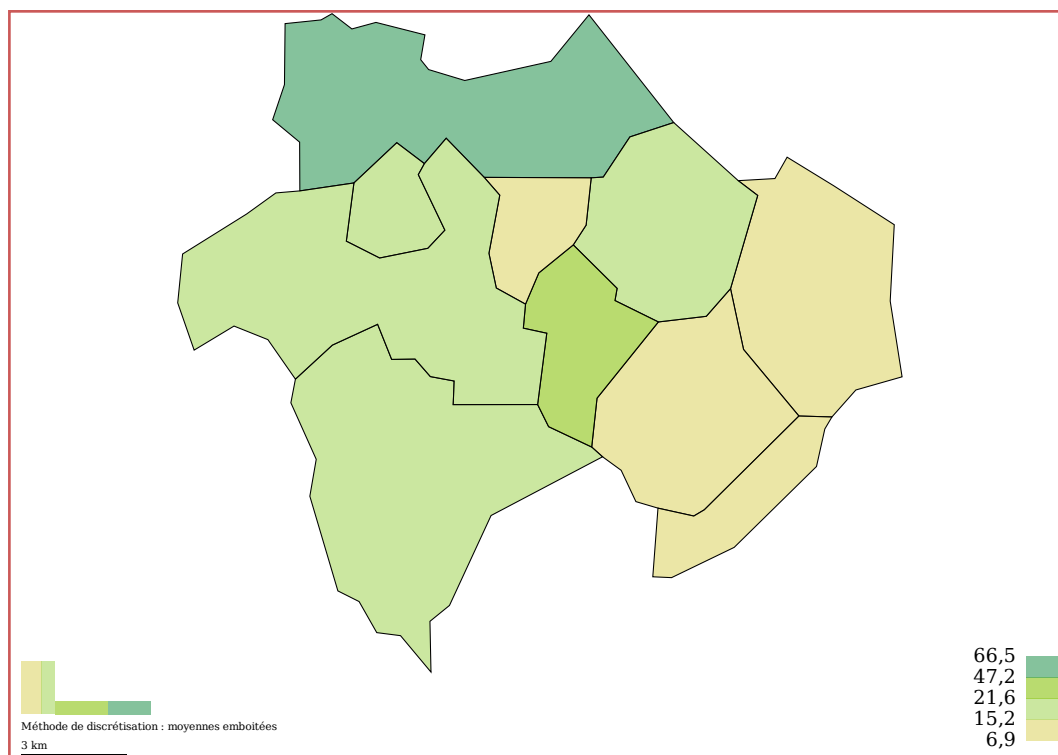 66,5
47,2
21,6
15,2
6,9
Méthode de discrétisation : moyennes emboitées
3 km